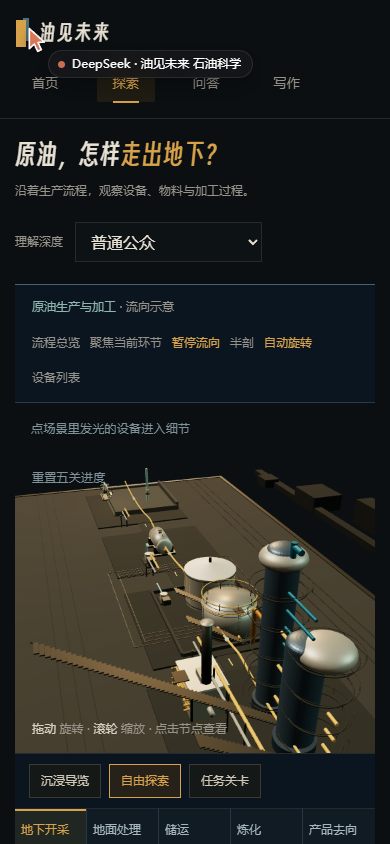 油见未来
DeepSeek · 油见未来 石油科学
首页 探索 问答 写作
原油，怎样走出地下？
沿着生产流程，观察设备、物料与加工过程。
理解深度 普通公众
原油生产与加工 · 流向示意
流程总览 聚焦当前环节 暂停流向 半剖 自动旋转
设备列表
点场景里发光的设备进入细节
重置五关进度
拖动 旋转 · 滚轮 缩放 · 点击节点查看
沉浸导览 自由探索 任务关卡
地下开采 地面处理 储运 炼化 产品去向